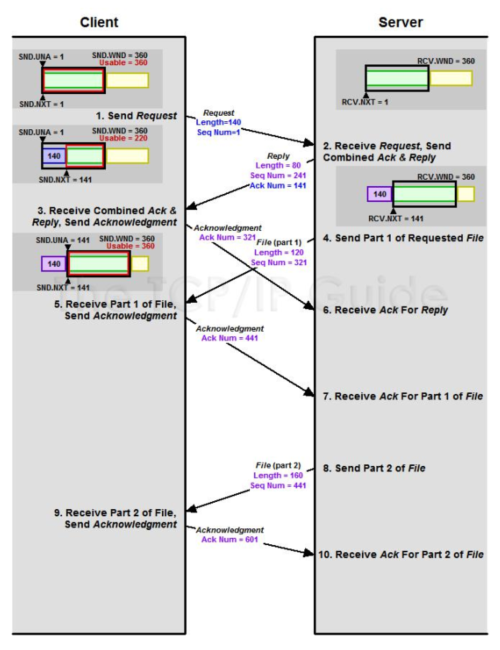 Client
Server
SND.UNA = 1
SND.WND = 360
Usable = 360
SND.NXT = 1
RCV.WND = 360
RCV.NXT = 1
1. Send Request
Request
Length=140
Seq Num=1
SND.UNA = 1
SND.WND = 360
Usable = 220
140
SND.NXT = 141
2. Receive Request, Send
Combined Ack & Reply
Reply
Length = 80
Seq Num = 241
Ack Num = 141
RCV.WND = 360
140
RCV.NXT = 141
3. Receive Combined Ack &
Reply, Send Acknowledgment
Acknowledgment
Ack Num = 321
4. Send Part 1 of Requested File
File (part 1)
Length = 120
Seq Num = 321
SND.UNA = 141
SND.WND = 360
Usable = 360
140
SND.NXT = 141
The TCP/IP Guide
5. Receive Part 1 of File,
Send Acknowledgment
6. Receive Ack For Reply
Acknowledgment
Ack Num = 441
7. Receive Ack For Part 1 of File
8. Send Part 2 of File
File (part 2)
Length = 160
Seq Num = 441
9. Receive Part 2 of File,
Send Acknowledgment
Acknowledgment
Ack Num = 601
10. Receive Ack For Part 2 of File